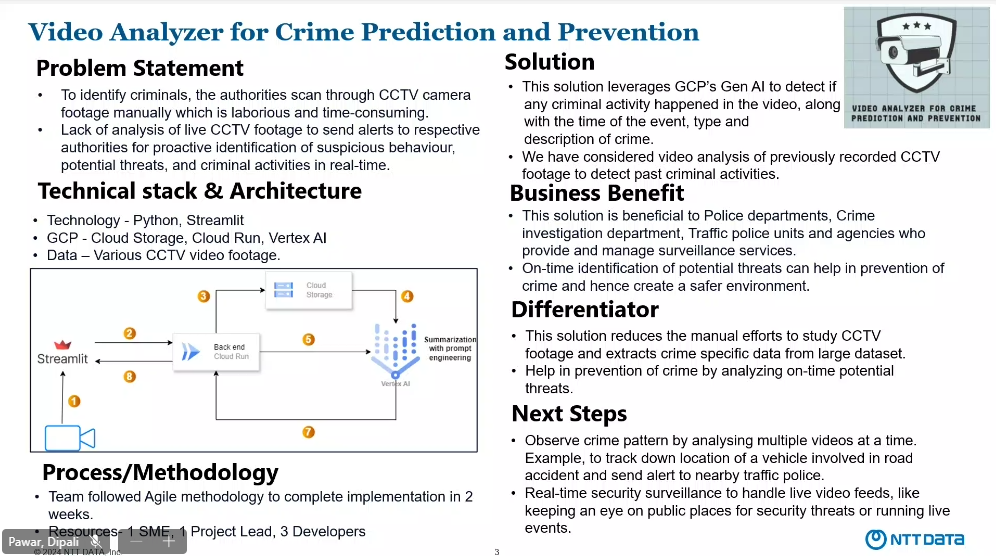 Video Analyzer for Crime Prediction and Prevention
Problem Statement
• To identify criminals, the authorities scan through CCTV camera
footage manually which is laborious and time-consuming.
• Lack of analysis of live CCTV footage to send alerts to respective
authorities for proactive identification of suspicious behaviour,
potential threats, and criminal activities in real-time.
Technical stack & Architecture
• Technology - Python, Streamlit
• GCP - Cloud Storage, Cloud Run, Vertex AI
• Data – Various CCTV video footage.
3
Cloud
Storage
4
2
Streamlit
Back end
Cloud Run
5
Summarization
with prompt
engineering
Vertex AI
8
1
7
Process/Methodology
• Team followed Agile methodology to complete implementation in 2
weeks.
• Resources- 1 SME, 1 Project Lead, 3 Developers
Pawar, Dipali
© 2024 NTT DATA, Inc.
3
Solution
• This solution leverages GCP's Gen AI to detect if
any criminal activity happened in the video, along
with the time of the event, type and
description of crime.
• We have considered video analysis of previously recorded CCTV
footage to detect past criminal activities.
VIDEO ANALYZER FOR CRIME
PREDICTION AND PREVENTION
Business Benefit
• This solution is beneficial to Police departments, Crime
investigation department, Traffic police units and agencies who
provide and manage surveillance services.
• On-time identification of potential threats can help in prevention of
crime and hence create a safer environment.
Differentiator
• This solution reduces the manual efforts to study CCTV
footage and extracts crime specific data from large dataset.
• Help in prevention of crime by analyzing on-time potential
threats.
Next Steps
• Observe crime pattern by analysing multiple videos at a time.
Example, to track down location of a vehicle involved in road
accident and send alert to nearby traffic police.
• Real-time security surveillance to handle live video feeds, like
keeping an eye on public places for security threats or running live
events.
NTT DATA